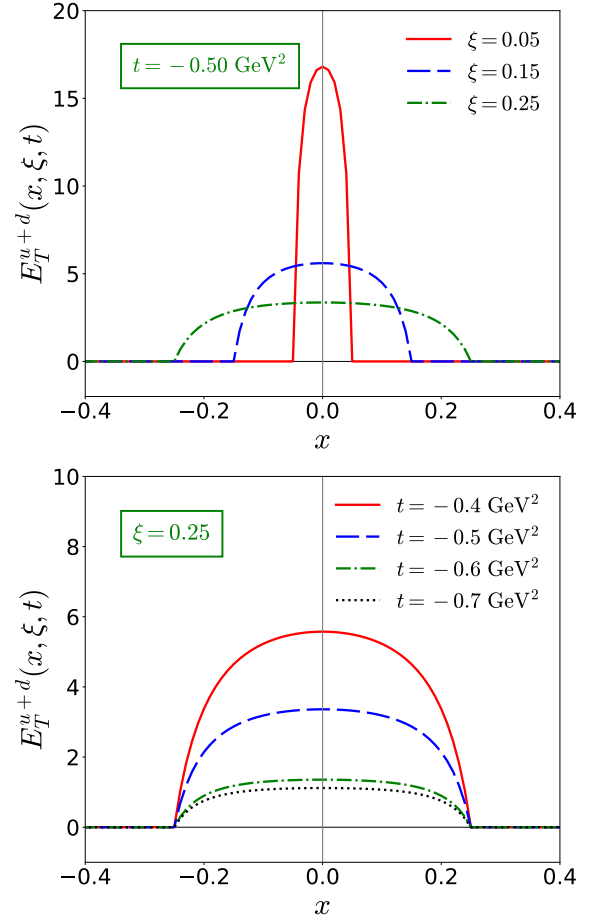 20
15
10
5
0
E_T^{u+d}(x, ξ, t)
t = −0.50 GeV²
ξ = 0.05
ξ = 0.15
ξ = 0.25
−0.4 −0.2 0.0 0.2 0.4
x
10
8
6
4
2
0
E_T^{u+d}(x, ξ, t)
ξ = 0.25
t = −0.4 GeV²
t = −0.5 GeV²
t = −0.6 GeV²
t = −0.7 GeV²
−0.4 −0.2 0.0 0.2 0.4
x